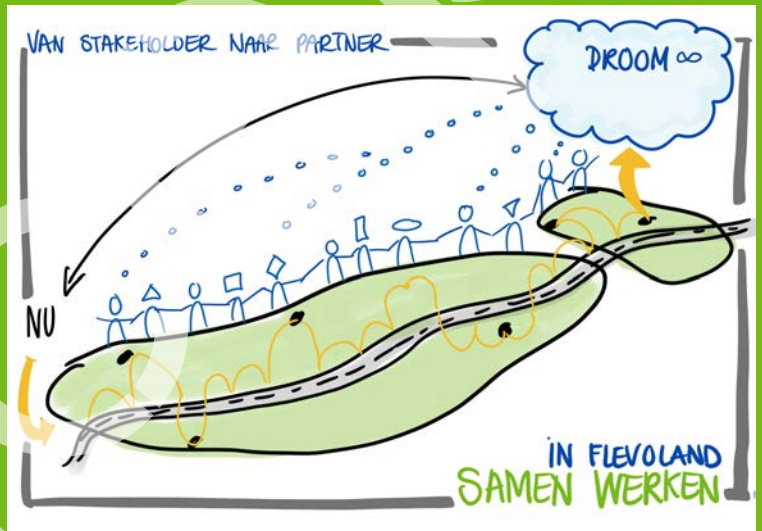 VAN STAKEHOLDER NAAR PARTNER
DROOM ∞
NU
IN FLEVOLAND
SAMEN WERKEN